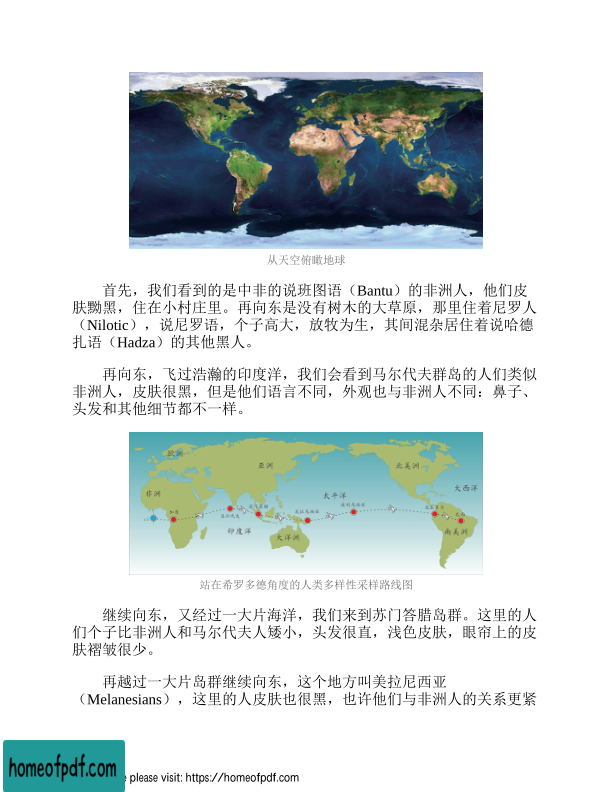 从天空俯瞰地球
首先，我们看到的是中非的说班图语（Bantu）的非洲人，他们皮
肤黝黑，住在小村庄里。再向东是没有树木的大草原，那里住着尼罗人
（Nilotic），说尼罗语，个子高大，放牧为生，其间混杂居住着说哈德
扎语（Hadza）的其他黑人。
再向东，飞过浩瀚的印度洋，我们会看到马尔代夫群岛的人们类似
非洲人，皮肤很黑，但是他们语言不同，外观也与非洲人不同：鼻子、
头发和其他细节都不一样。
欧洲
亚洲
北美洲
非洲
太平洋
大西洋
印度洋
大洋洲
南美洲
站在希罗多德角度的人类多样性采样路线图
继续向东，又经过一大片海洋，我们来到苏门答腊岛群。这里的人
们个子比非洲人和马尔代夫人矮小，头发很直，浅色皮肤，眼帘上的皮
肤褶皱很少。
再越过一大片岛群继续向东，这个地方叫美拉尼西亚
（Melanesians），这里的人皮肤也很黑，也许他们与非洲人的关系更紧
homeofpdf.com
e please visit: https://homeofpdf.com